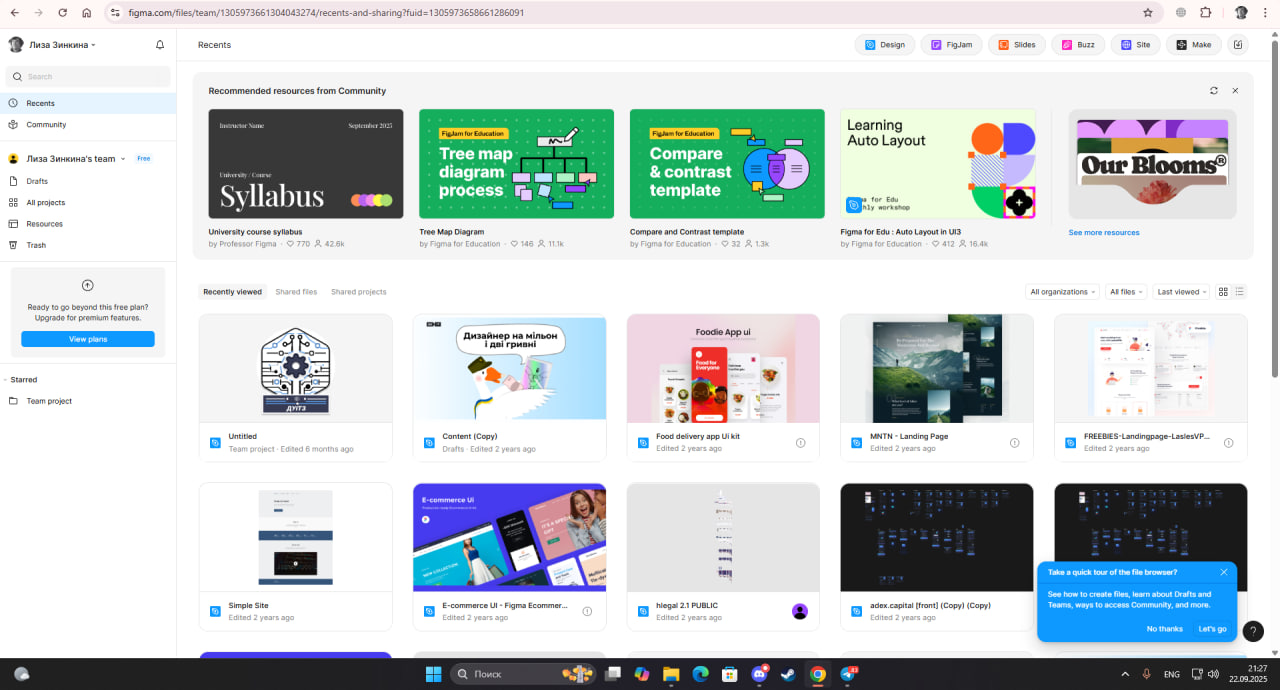 figma.com/files/team/1305973661304043274/recents-and-sharing?fuid=1305973658661286091
Лиза Зинкина
Search
Recents
Community
Лиза Зинкина's team
Free
Drafts
All projects
Resources
Trash
Ready to go beyond this free plan?
Upgrade for premium features.
View plans
Starred
Team project
Recents
Design
FigJam
Slides
Buzz
Site
Make
Recommended resources from Community
Instructor Name
September 2025
University / Course
Syllabus
University course syllabus
by Professor Figma · 770 42.6k
FigJam for Education
Tree map
diagram
process
Tree Map Diagram
by Figma for Education · 146 11.1k
FigJam for Education
Compare
& contrast
template
Compare and Contrast template
by Figma for Education · 32 1.3k
Learning
Auto Layout
for Edu
workshop
Figma for Edu : Auto Layout in UI3
by Figma for Education · 412 16.4k
Our Blooms®
See more resources
Recently viewed
Shared files
Shared projects
All organizations
All files
Last viewed
ДУІТЗ
Untitled
Team project · Edited 6 months ago
Дизайнер на мільон
і дві гривні
Content (Copy)
Drafts · Edited 2 years ago
Foodie App ui
Food for
Everyone
Food delivery app Ui kit
Edited 2 years ago
MNTN - Landing Page
Edited 2 years ago
FREEBIES-Landingpage-LaslesVP...
Edited 2 years ago
Simple Site
Edited 2 years ago
E-commerce Ui
NEW COLLECTION
IT'S A SPECIAL
GIFT
E-commerce UI - Figma Ecommer...
Edited 2 years ago
hlegal 2.1 PUBLIC
Edited 2 years ago
adex.capital [front] (Copy) (Copy)
Edited 2 years ago
Take a quick tour of the file browser?
See how to create files, learn about Drafts and
Teams, ways to access Community, and more.
No thanks
Let's go
?
Поиск
ENG
21:27
22.09.2025